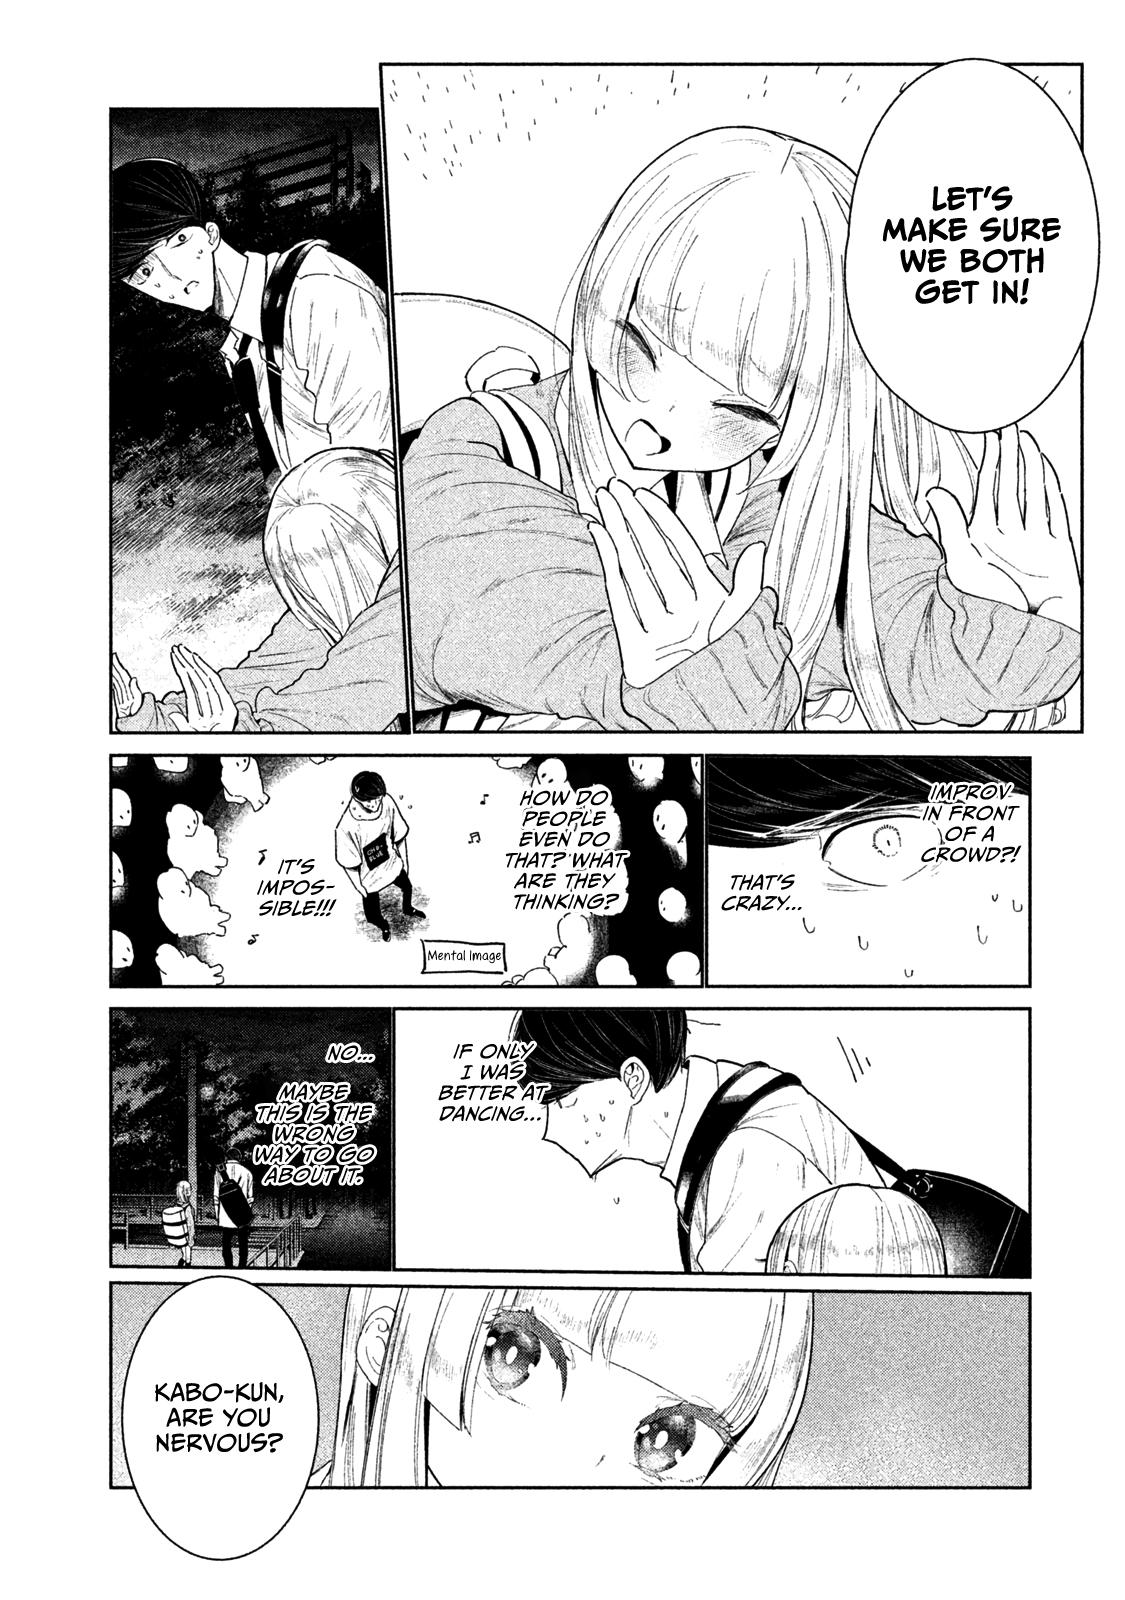 LET'S
MAKE SURE
WE BOTH
GET IN!
IMPROV
IN FRONT
OF A
CROWD?!
THAT'S
CRAZY...
HOW DO
PEOPLE
EVEN DO
THAT? WHAT
ARE THEY
THINKING?
IT'S
IMPOS-
SIBLE!!!
CMD+
BLUE
Mental Image
IF ONLY
I WAS
BETTER AT
DANCING...
NO...
MAYBE
THIS IS THE
WRONG
WAY TO GO
ABOUT IT.
KABO-KUN,
ARE YOU
NERVOUS?